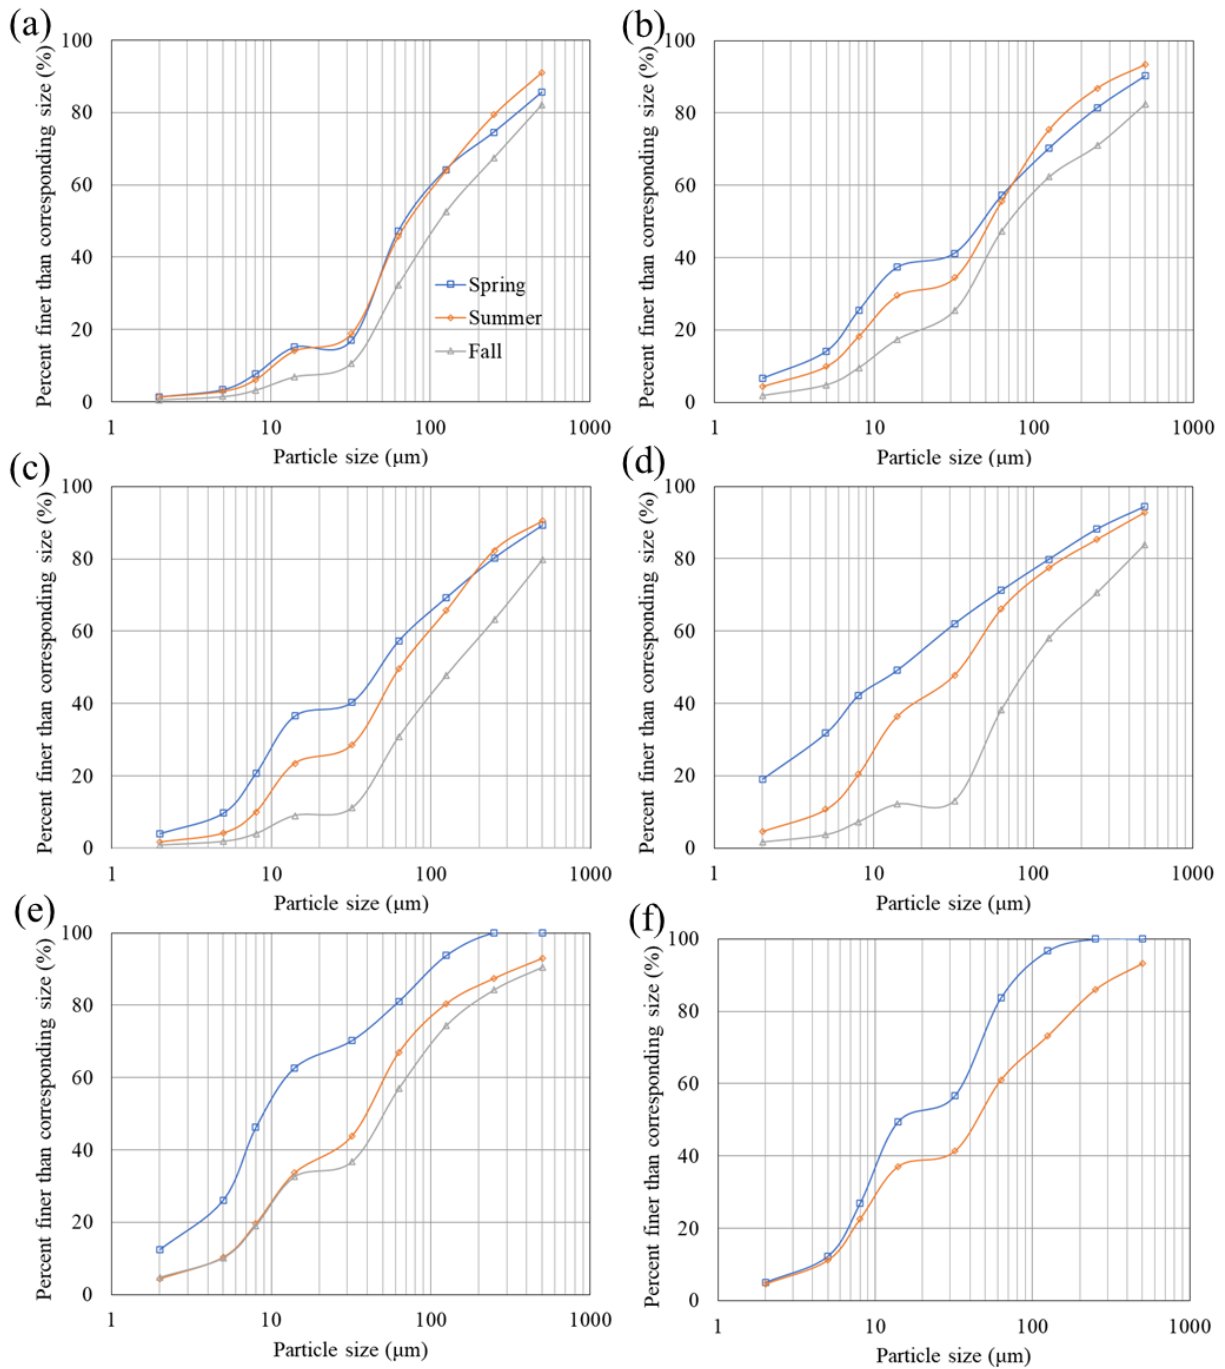 (a)
100
80
60
40
20
0
Percent finer than corresponding size (%)
Spring
Summer
Fall
1 10 100 1000
Particle size (μm)
(b)
100
80
60
40
20
0
Percent finer than corresponding size (%)
1 10 100 1000
Particle size (μm)
(c)
100
80
60
40
20
0
Percent finer than corresponding size (%)
1 10 100 1000
Particle size (μm)
(d)
100
80
60
40
20
0
Percent finer than corresponding size (%)
1 10 100 1000
Particle size (μm)
(e)
100
80
60
40
20
0
Percent finer than corresponding size (%)
1 10 100 1000
Particle size (μm)
(f)
100
80
60
40
20
0
Percent finer than corresponding size (%)
1 10 100 1000
Particle size (μm)